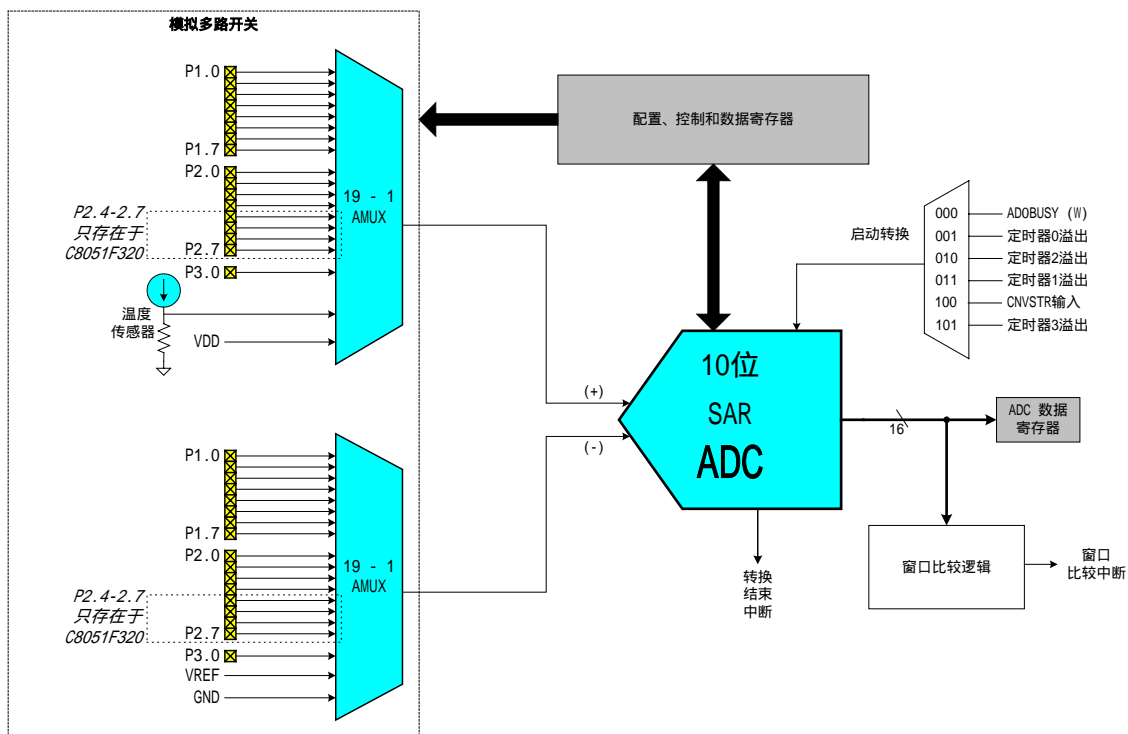 模拟多路开关
P1.0
P1.7
P2.0
P2.4-2.7
只存在于
C8051F320
P2.7
P3.0
温度
传感器
VDD
19 - 1
AMUX
配置、控制和数据寄存器
启动转换
000
AD0BUSY (W)
001
定时器0溢出
010
定时器2溢出
011
定时器1溢出
100
CNVSTR输入
101
定时器3溢出
(+)
(-)
10位
SAR
ADC
16
ADC 数据
寄存器
转换
结束
中断
窗口比较逻辑
窗口
比较中断
P1.0
P1.7
P2.0
P2.4-2.7
只存在于
C8051F320
P2.7
P3.0
VREF
GND
19 - 1
AMUX